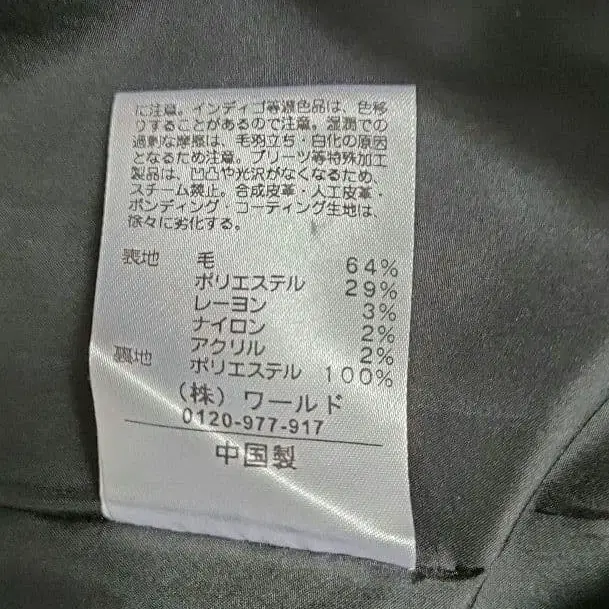 に注意。インディゴ等濃色品は、色移
りすることがあるので注意。湿潤での
過剰な摩擦は、毛羽立ち・白化の原因
となるため注意。プリーツ等特殊加工
製品は、凹凸や光沢がなくなるため、
スチーム禁止。合成皮革・人工皮革・
ボンディング・コーティング生地は、
徐々に劣化する。
表地 毛 64%
ポリエステル 29%
レーヨン 3%
ナイロン 2%
アクリル 2%
裏地 ポリエステル 100%
(株)ワールド
0120-977-917
中国製